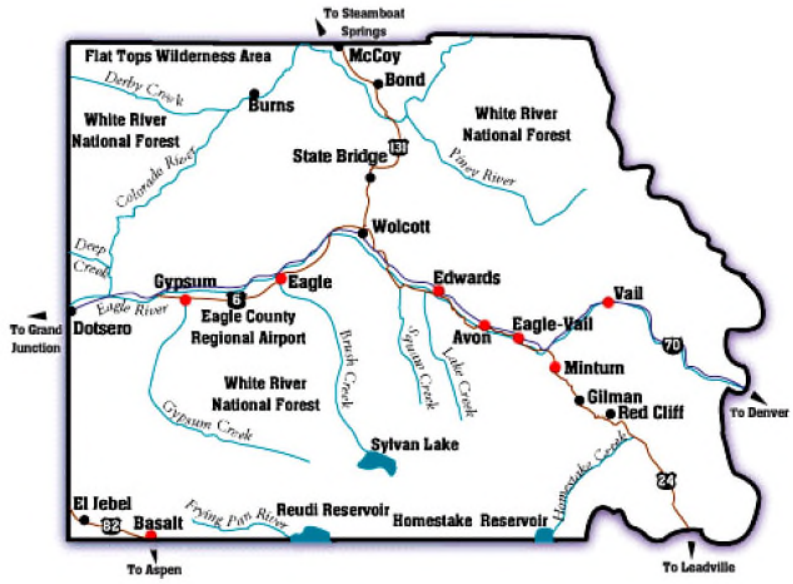 To Steamboat
Springs
Flat Tops Wilderness Area
McCoy
Bond
Derby Creek
Burns
White River
National Forest
White River
National Forest
131
State Bridge
Piney River
Colorado River
Wolcott
Deep
Creek
Gypsum
Eagle
Edwards
Vail
6
Eagle River
Eagle County
Regional Airport
Avon
Eagle-Vail
To Grand
Junction
Dotsero
70
Brush Creek
Squaw Creek
Lake Creek
Minturn
White River
National Forest
Gilman
Red Cliff
To Denver
Gypsum Creek
Sylvan Lake
Homestake Creek
24
El Jebel
82
Basalt
Frying Pan River
Reudi Reservoir
Homestake Reservoir
To Aspen
To Leadville